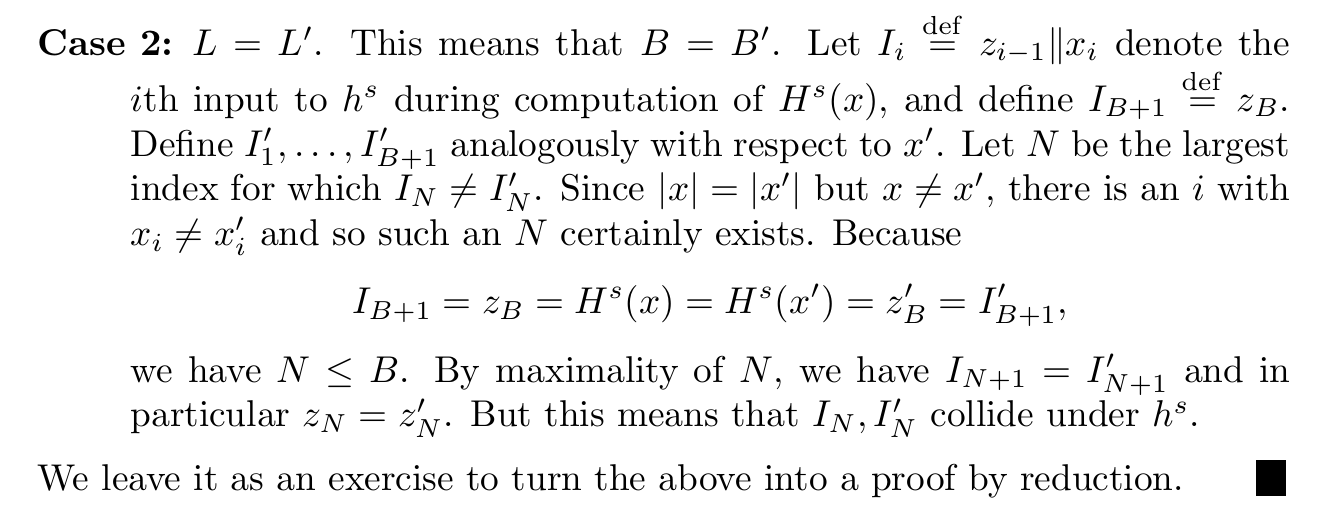 Case 2: L = L′. This means that B = B′. Let I_i ≝ z_{i−1}∥x_i denote the
ith input to h^s during computation of H^s(x), and define I_{B+1} ≝ z_B.
Define I′_1, . . . , I′_{B+1} analogously with respect to x′. Let N be the largest
index for which I_N ≠ I′_N. Since |x| = |x′| but x ≠ x′, there is an i with
x_i ≠ x′_i and so such an N certainly exists. Because
I_{B+1} = z_B = H^s(x) = H^s(x′) = z′_B = I′_{B+1},
we have N ≤ B. By maximality of N, we have I_{N+1} = I′_{N+1} and in
particular z_N = z′_N. But this means that I_N, I′_N collide under h^s.
We leave it as an exercise to turn the above into a proof by reduction. ■